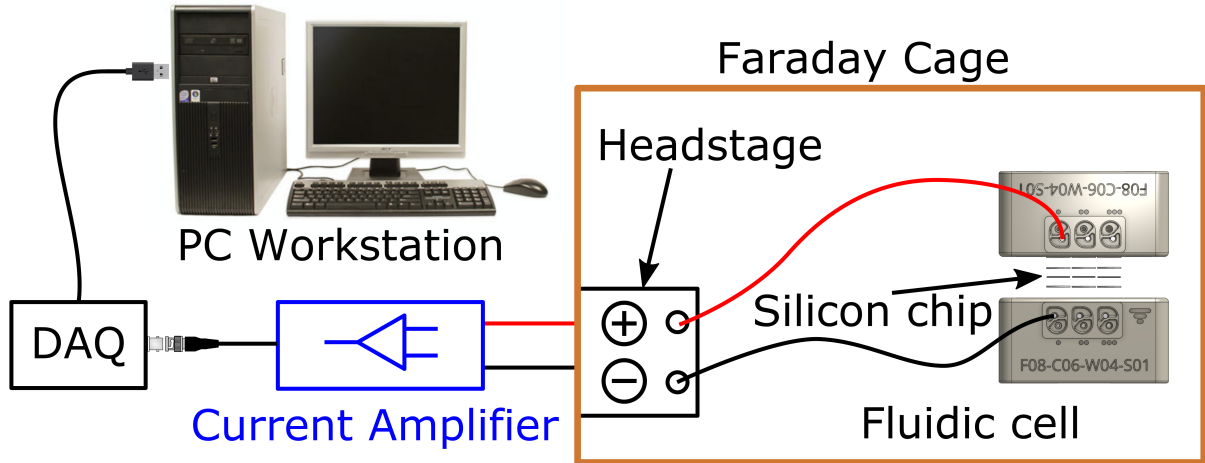 Faraday Cage
Headstage
F08-C06-W04-S01
PC Workstation
Silicon chip
DAQ
F08-C06-W04-S01
Current Amplifier
Fluidic cell